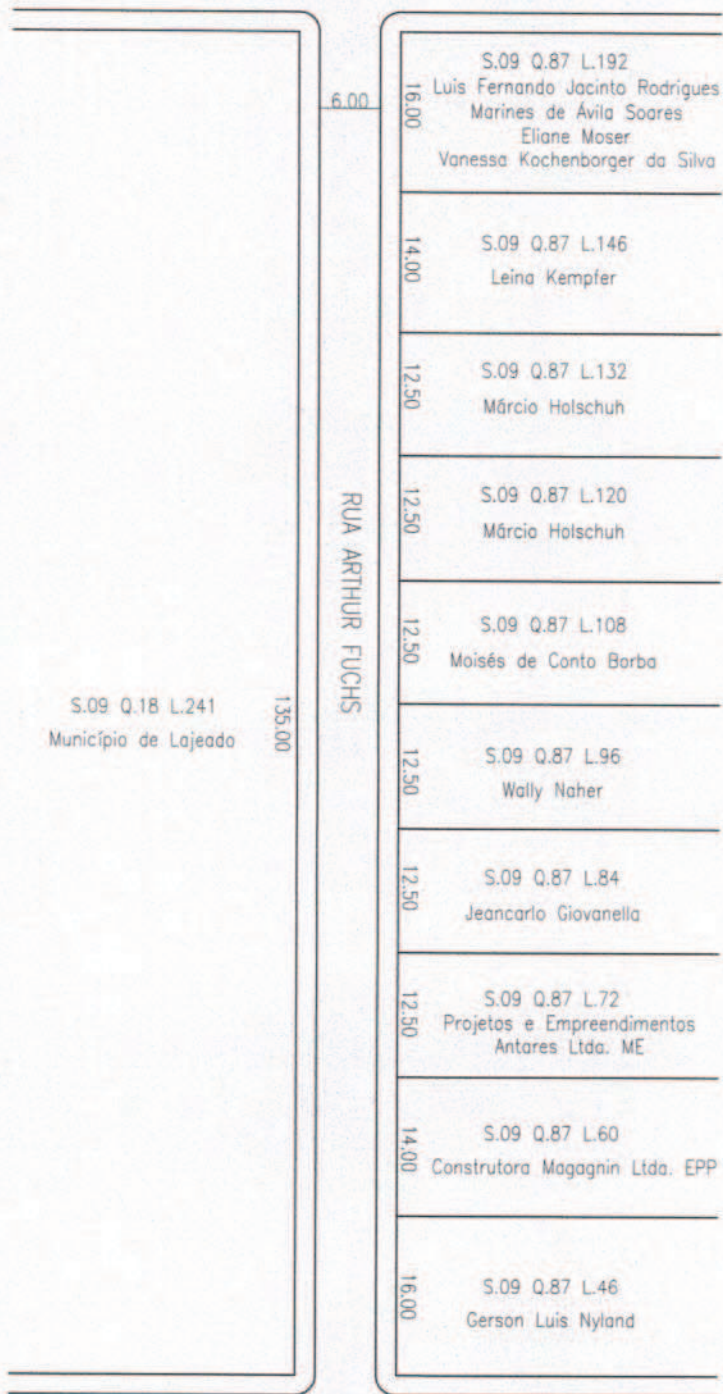 S.09 Q.18 L.241
Município de Lajeado
135.00
6.00
RUA ARTHUR FUCHS
16.00
S.09 Q.87 L.192
Luis Fernando Jacinto Rodrigues
Marines de Ávila Soares
Eliane Moser
Vanessa Kochenborger da Silva
14.00
S.09 Q.87 L.146
Leina Kempfer
12.50
S.09 Q.87 L.132
Márcio Holschuh
12.50
S.09 Q.87 L.120
Márcio Holschuh
12.50
S.09 Q.87 L.108
Moisés de Conto Borba
12.50
S.09 Q.87 L.96
Wally Naher
12.50
S.09 Q.87 L.84
Jeancarlo Giovanella
12.50
S.09 Q.87 L.72
Projetos e Empreendimentos
Antares Ltda. ME
14.00
S.09 Q.87 L.60
Construtora Magagnin Ltda. EPP
16.00
S.09 Q.87 L.46
Gerson Luis Nyland